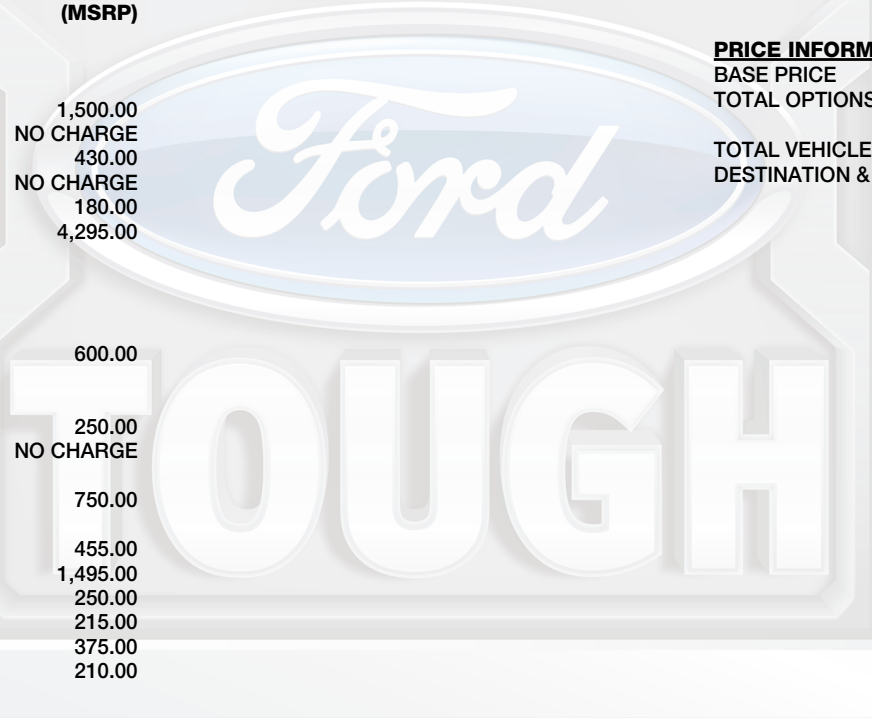 (MSRP)
1,500.00
NO CHARGE
430.00
NO CHARGE
180.00
4,295.00
600.00
250.00
NO CHARGE
750.00
455.00
1,495.00
250.00
215.00
375.00
210.00
PRICE INFORM
BASE PRICE
TOTAL OPTIONS
TOTAL VEHICLE
DESTINATION &
Ford
TOUGH